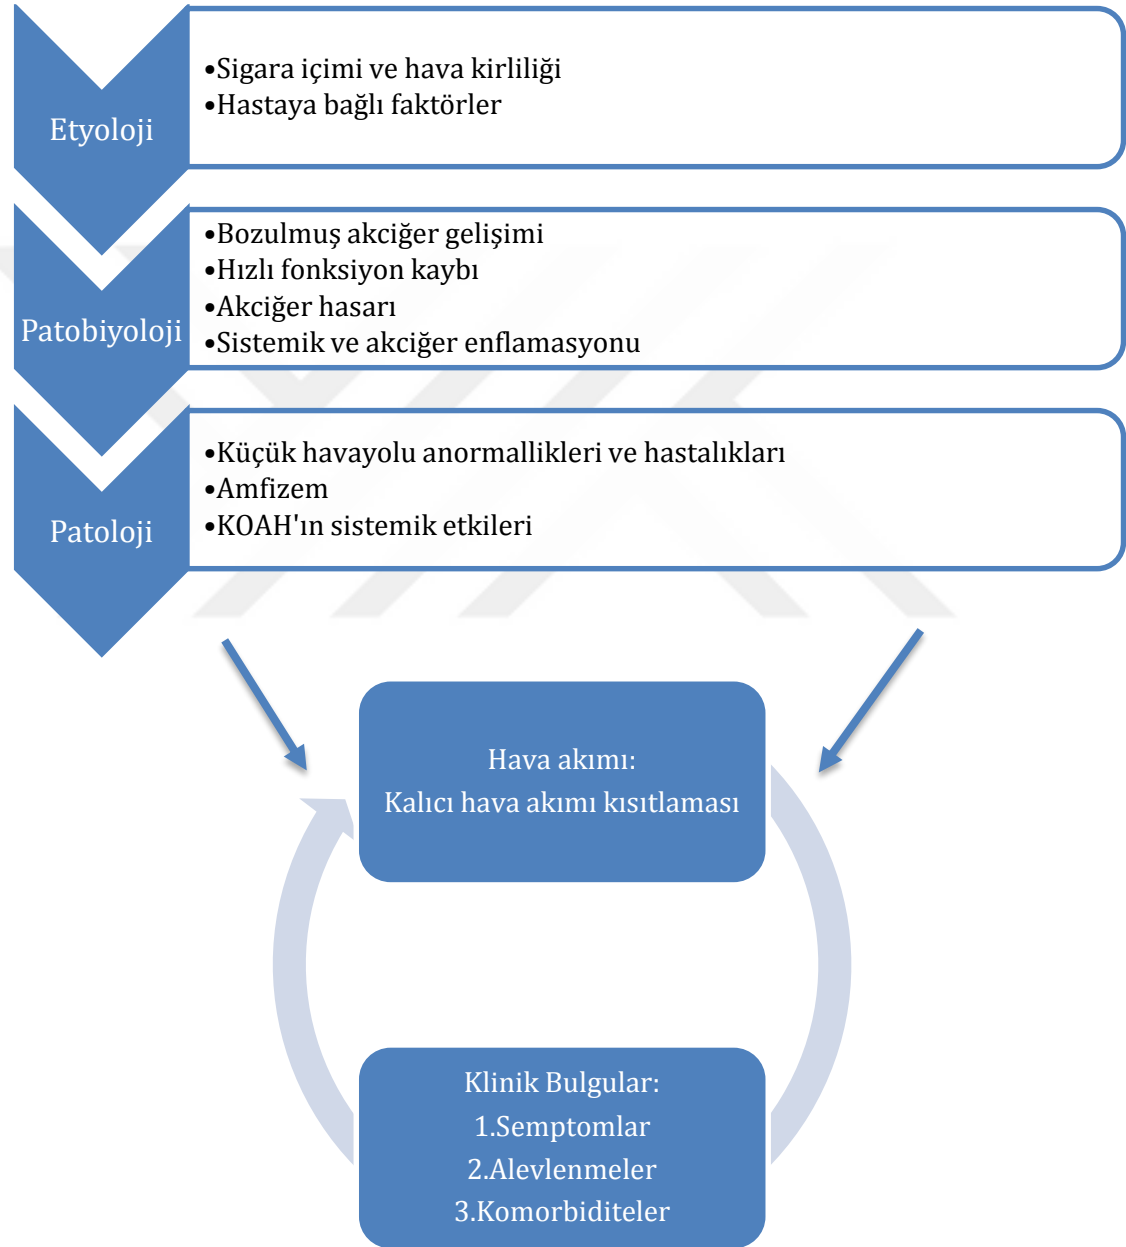 Etyoloji
•Sigara içimi ve hava kirliliği
•Hastaya bağlı faktörler
Patobiyoloji
•Bozulmuş akciğer gelişimi
•Hızlı fonksiyon kaybı
•Akciğer hasarı
•Sistemik ve akciğer enflamasyonu
Patoloji
•Küçük havayolu anormallikleri ve hastalıkları
•Amfizem
•KOAH'ın sistemik etkileri
Hava akımı:
Kalıcı hava akımı kısıtlaması
Klinik Bulgular:
1.Semptomlar
2.Alevlenmeler
3.Komorbiditeler